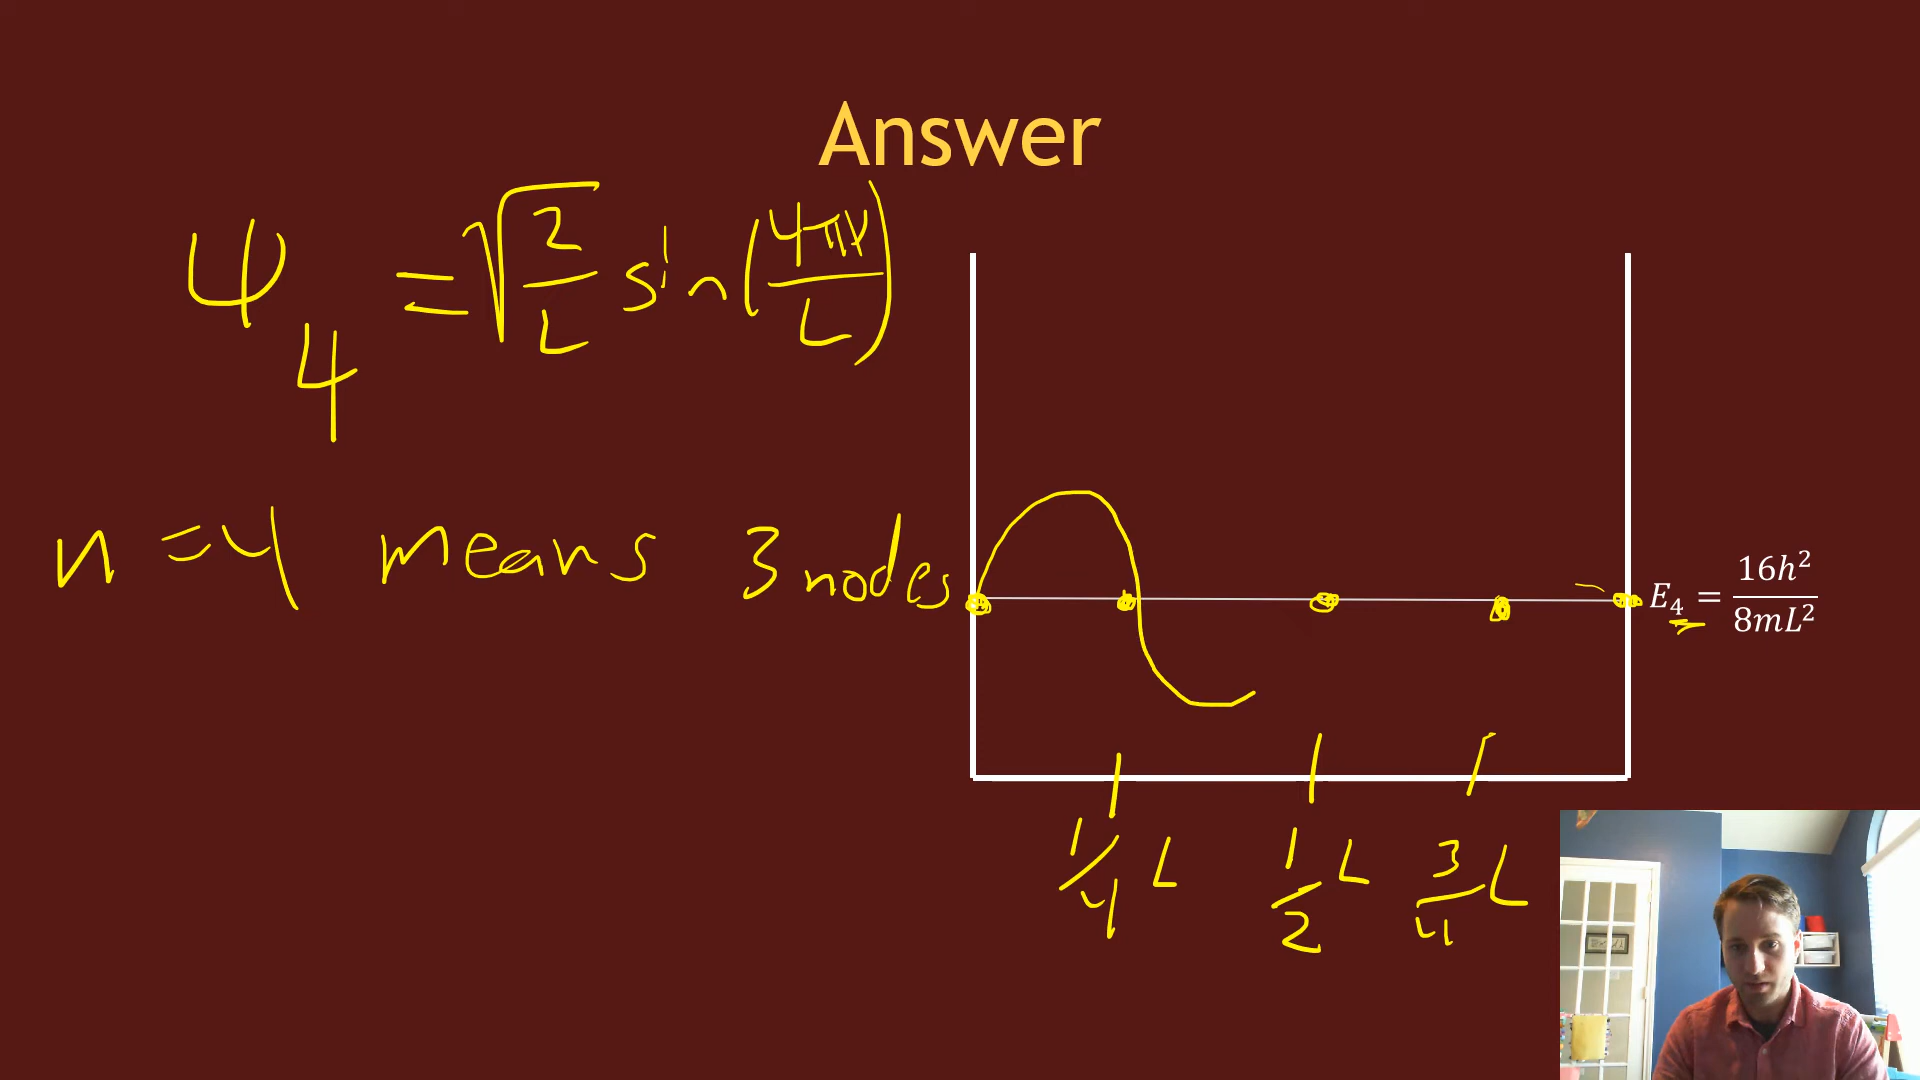 Answer
ψ₄ = √(2/L) sin(4πx/L)
n = 4 means 3 nodes
E₄ = 16h²/8mL²
1/4 L 1/2 L 3/4 L